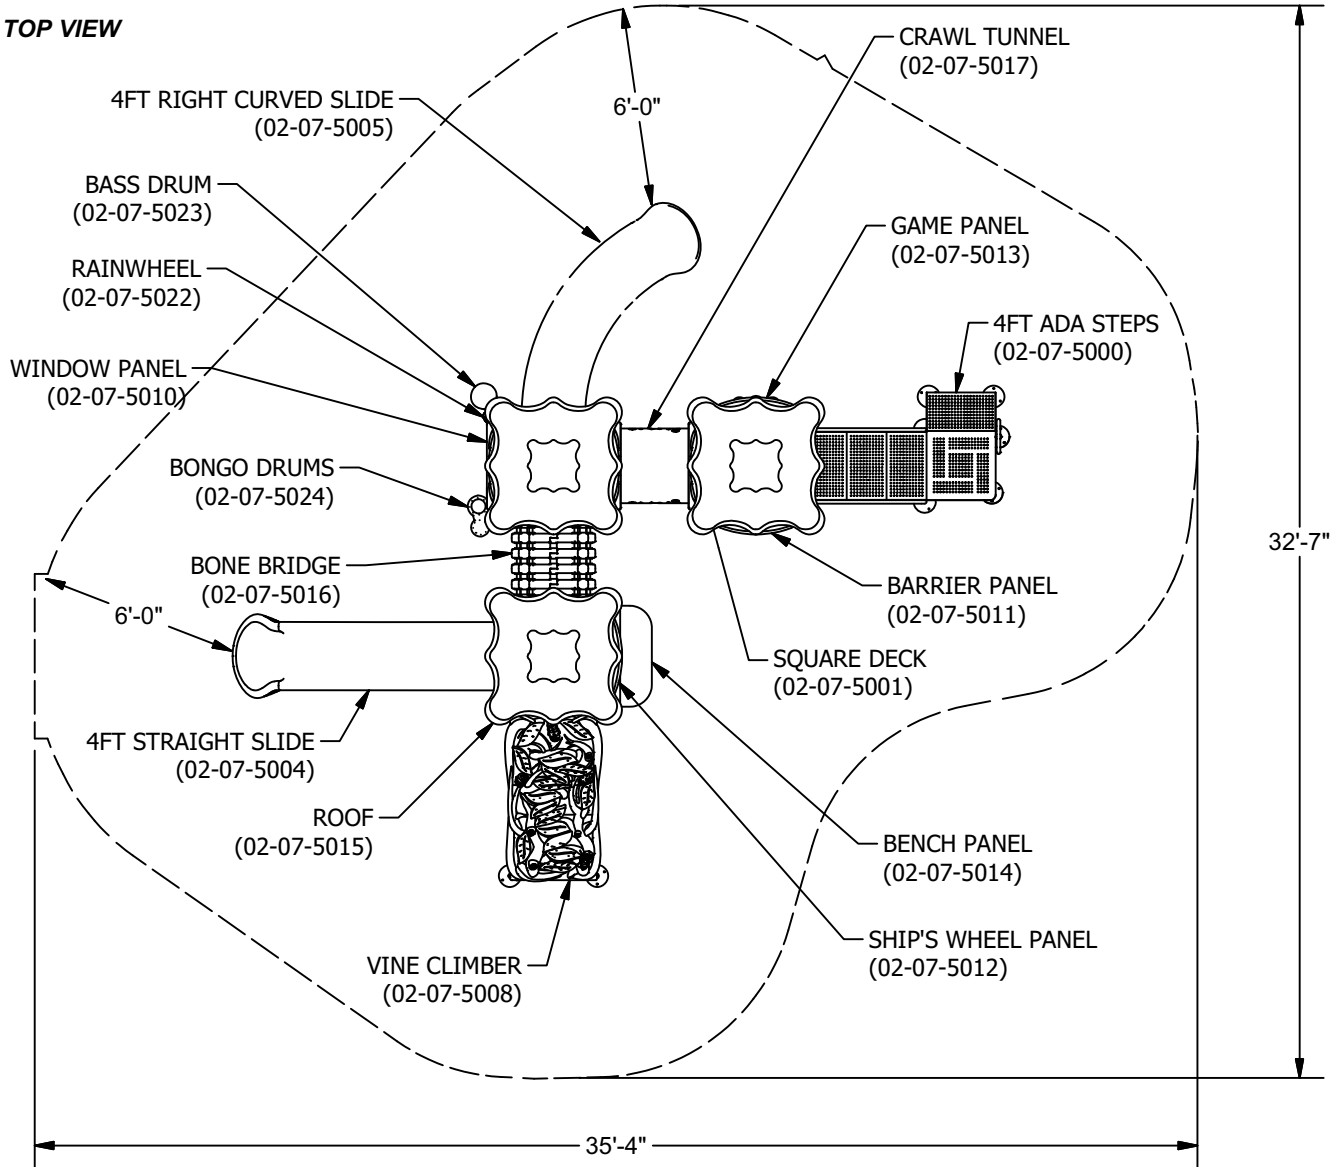 TOP VIEW
CRAWL TUNNEL
(02-07-5017)
4FT RIGHT CURVED SLIDE
(02-07-5005)
6'-0"
BASS DRUM
(02-07-5023)
GAME PANEL
(02-07-5013)
RAINWHEEL
(02-07-5022)
4FT ADA STEPS
(02-07-5000)
WINDOW PANEL
(02-07-5010)
BONGO DRUMS
(02-07-5024)
32'-7"
BONE BRIDGE
(02-07-5016)
BARRIER PANEL
(02-07-5011)
6'-0"
SQUARE DECK
(02-07-5001)
4FT STRAIGHT SLIDE
(02-07-5004)
ROOF
(02-07-5015)
BENCH PANEL
(02-07-5014)
SHIP'S WHEEL PANEL
(02-07-5012)
VINE CLIMBER
(02-07-5008)
35'-4"